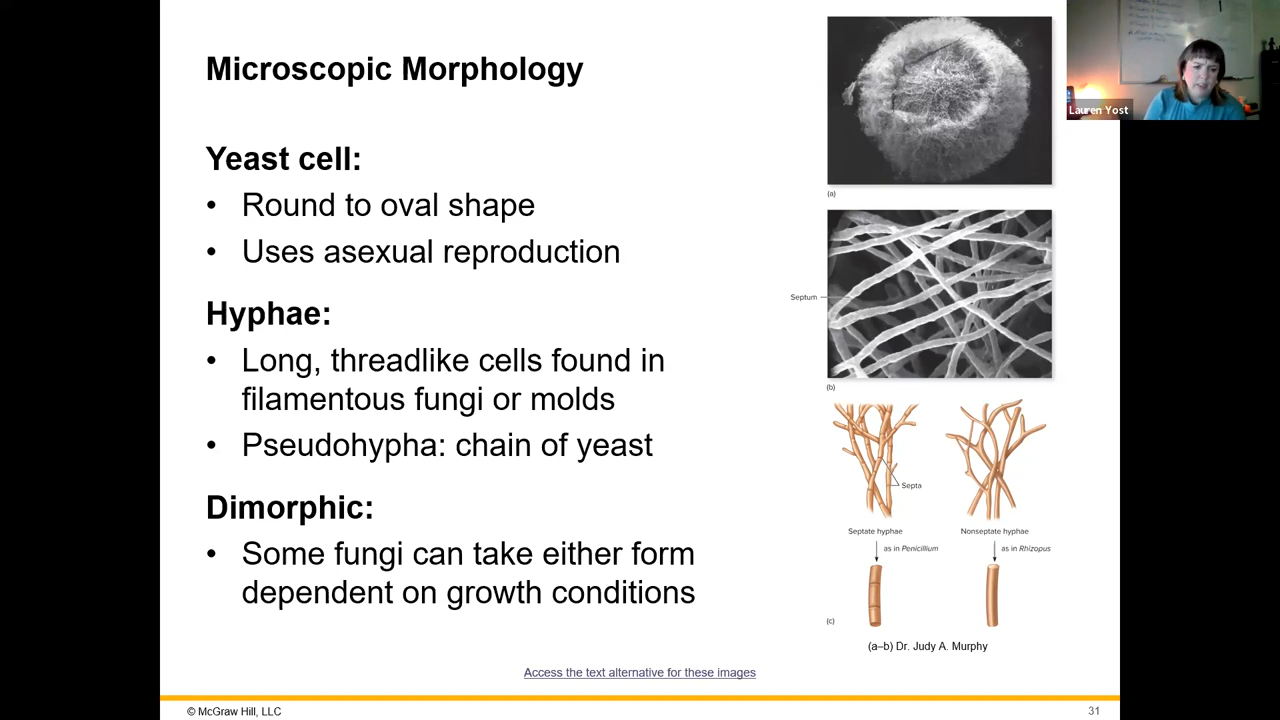 Microscopic Morphology
Yeast cell:
• Round to oval shape
• Uses asexual reproduction
Hyphae:
• Long, threadlike cells found in
filamentous fungi or molds
• Pseudohypha: chain of yeast
Dimorphic:
• Some fungi can take either form
dependent on growth conditions
(a)
Septum
(b)
Septa
Septate hyphae
Nonseptate hyphae
as in Penicillium
as in Rhizopus
(c)
(a–b) Dr. Judy A. Murphy
Access the text alternative for these images
© McGraw Hill, LLC
31
Lauren Yost